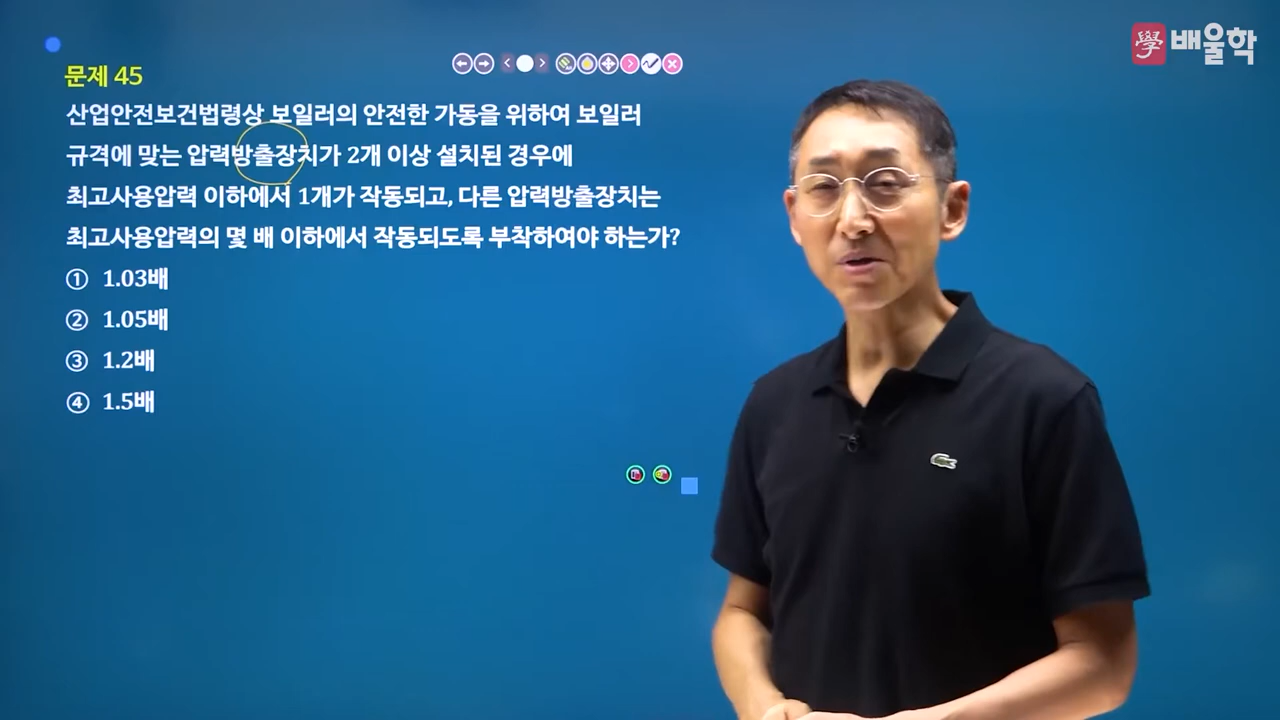 學 배울학
문제 45
산업안전보건법령상 보일러의 안전한 가동을 위하여 보일러
규격에 맞는 압력방출장치가 2개 이상 설치된 경우에
최고사용압력 이하에서 1개가 작동되고, 다른 압력방출장치는
최고사용압력의 몇 배 이하에서 작동되도록 부착하여야 하는가?
① 1.03배
② 1.05배
③ 1.2배
④ 1.5배